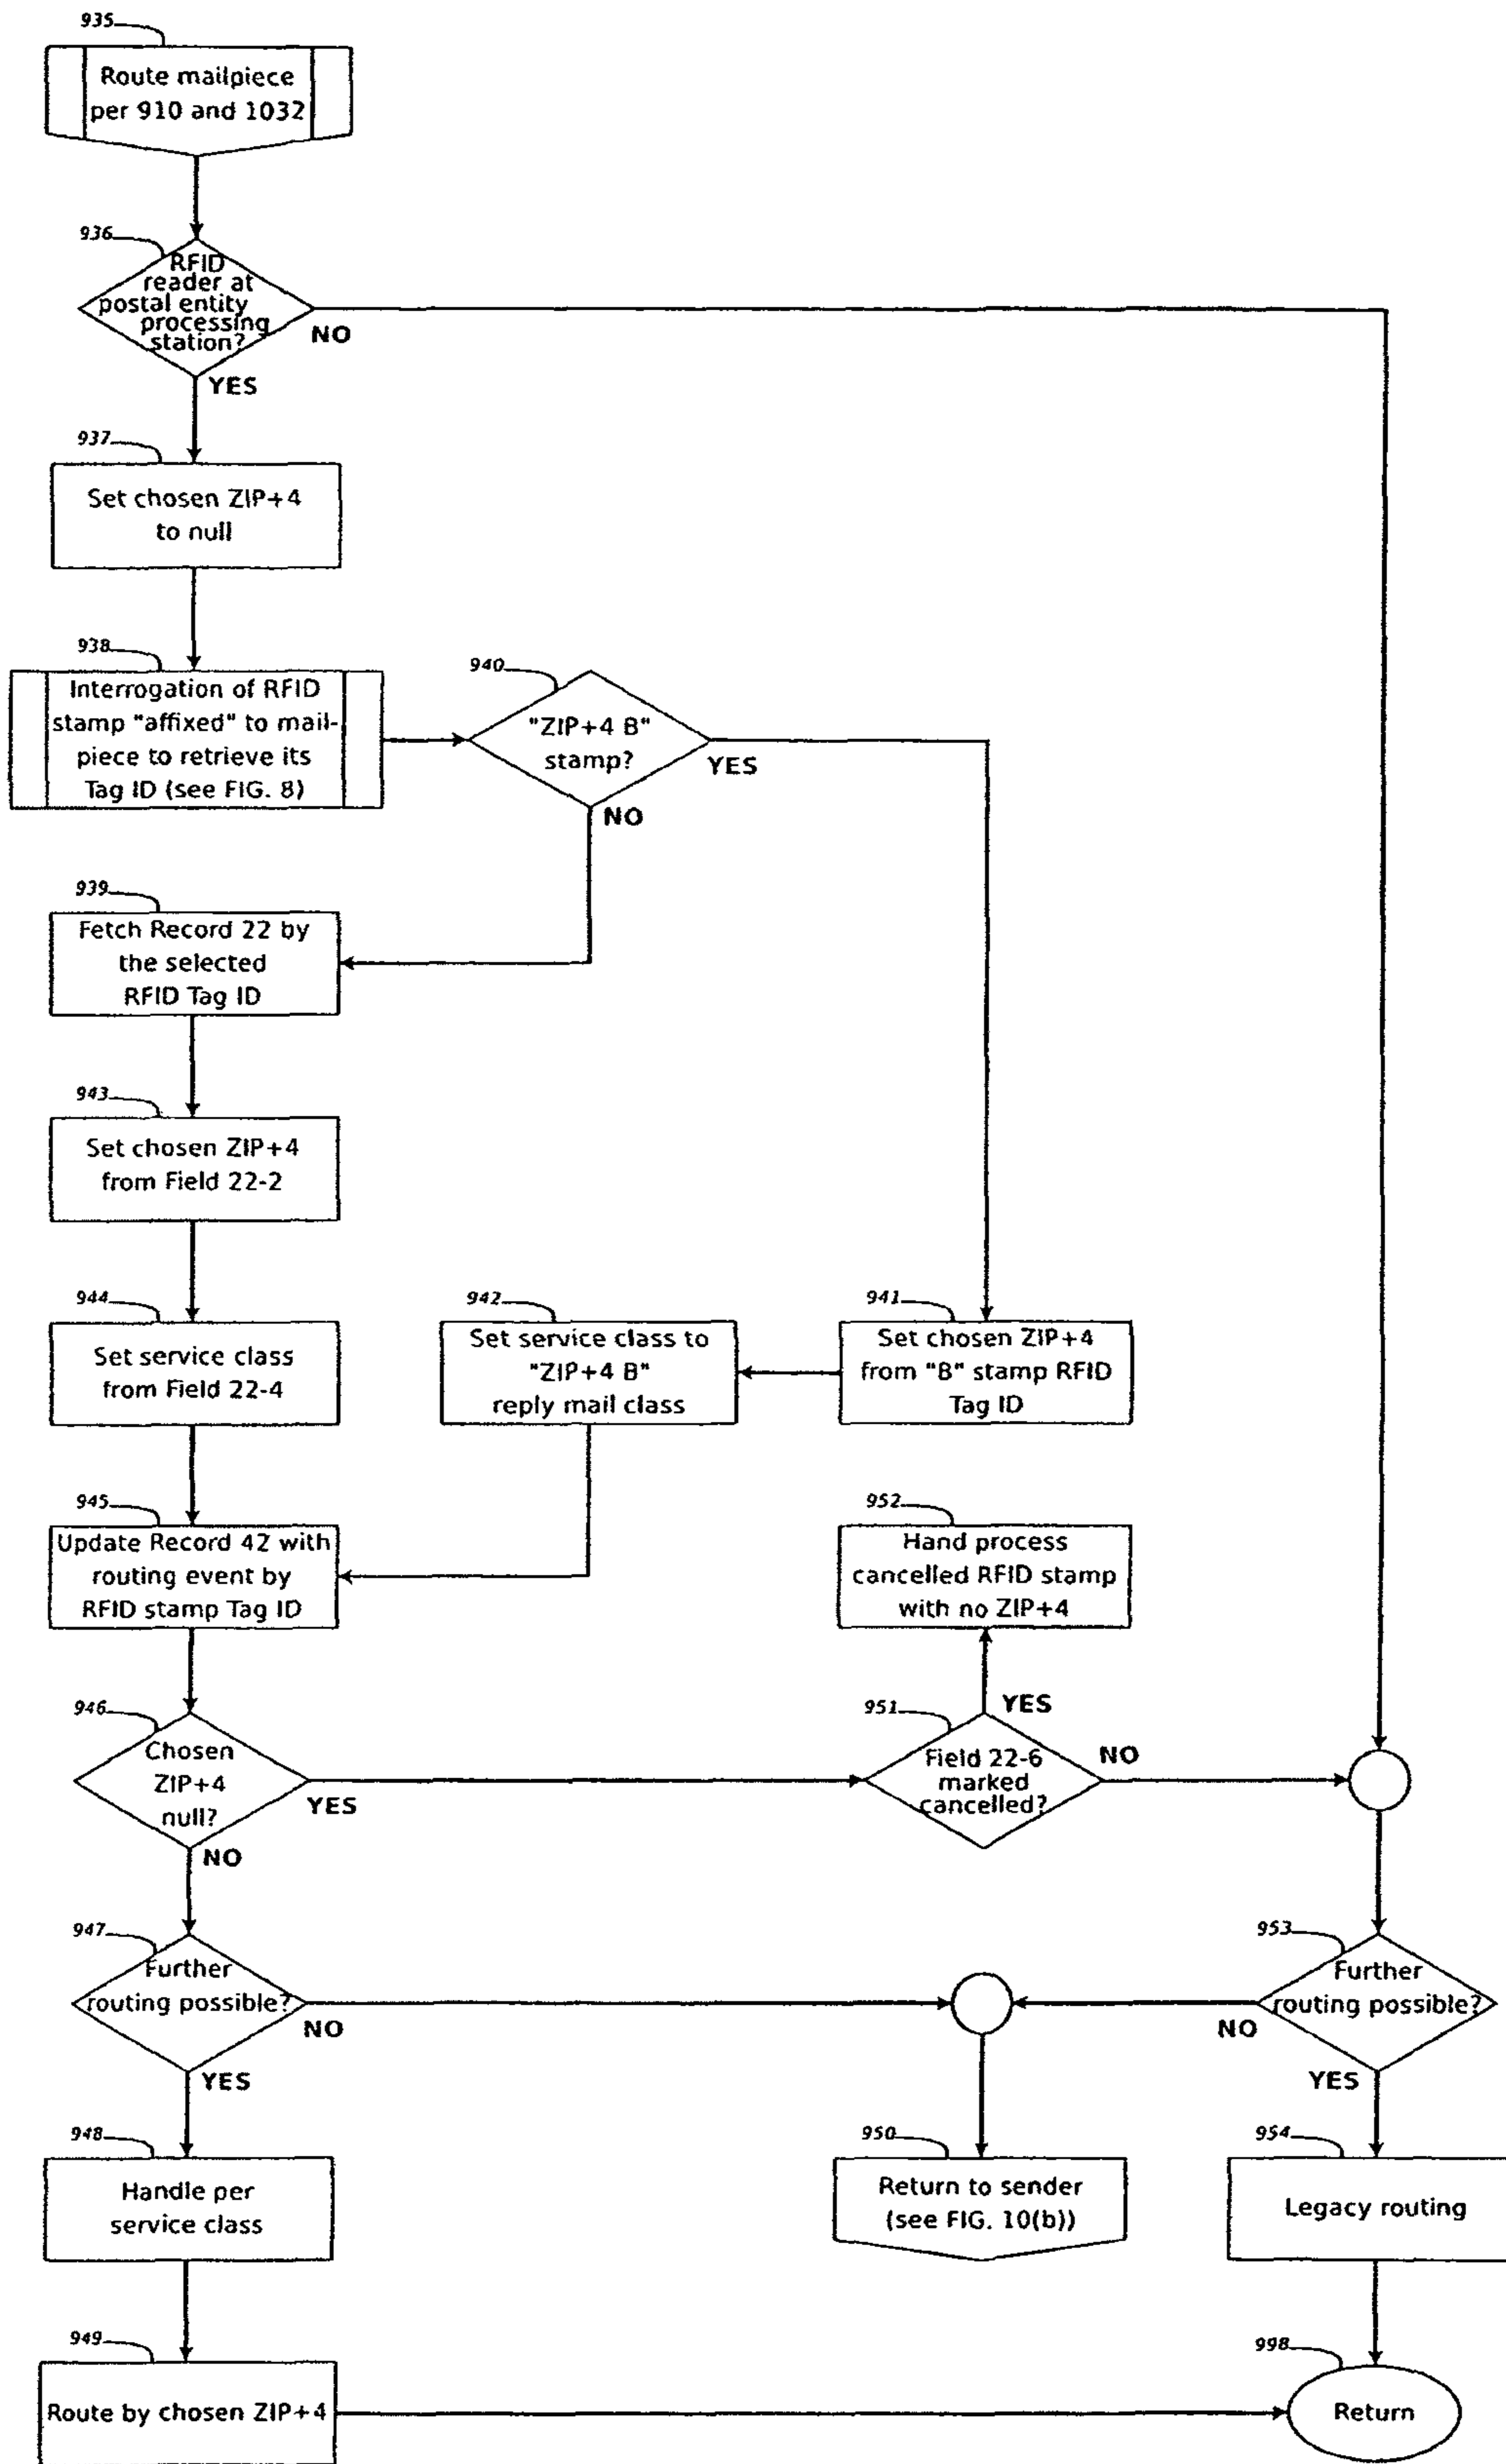 935
Route mailpiece
per 910 and 1032
936
RFID
reader at
postal entity
processing
station?
NO
YES
937
Set chosen ZIP+4
to null
938
Interrogation of RFID
stamp "affixed" to mail-
piece to retrieve its
Tag ID (see FIG. 8)
940
"ZIP+4 B"
stamp?
YES
NO
939
Fetch Record 22 by
the selected
RFID Tag ID
943
Set chosen ZIP+4
from Field 22-2
944
Set service class
from Field 22-4
942
Set service class to
"ZIP+4 B"
reply mail class
941
Set chosen ZIP+4
from "B" stamp RFID
Tag ID
945
Update Record 42 with
routing event by
RFID stamp Tag ID
952
Hand process
cancelled RFID stamp
with no ZIP+4
946
Chosen
ZIP+4
null?
YES
NO
951
YES
Field 22-6
marked
cancelled?
NO
947
Further
routing possible?
NO
YES
953
Further
routing possible?
NO
YES
948
Handle per
service class
950
Return to sender
(see FIG. 10(b))
954
Legacy routing
949
Route by chosen ZIP+4
998
Return